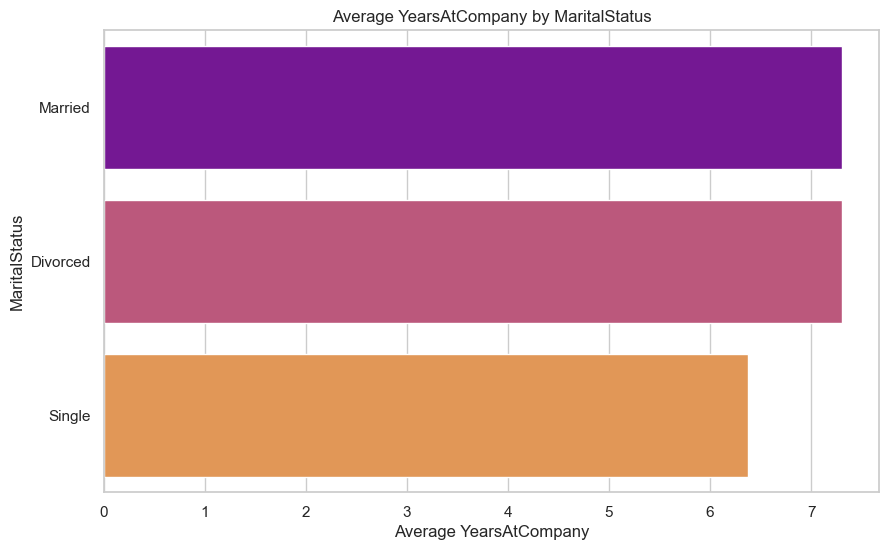 Average YearsAtCompany by MaritalStatus
MaritalStatus
Married
Divorced
Single
0 1 2 3 4 5 6 7
Average YearsAtCompany